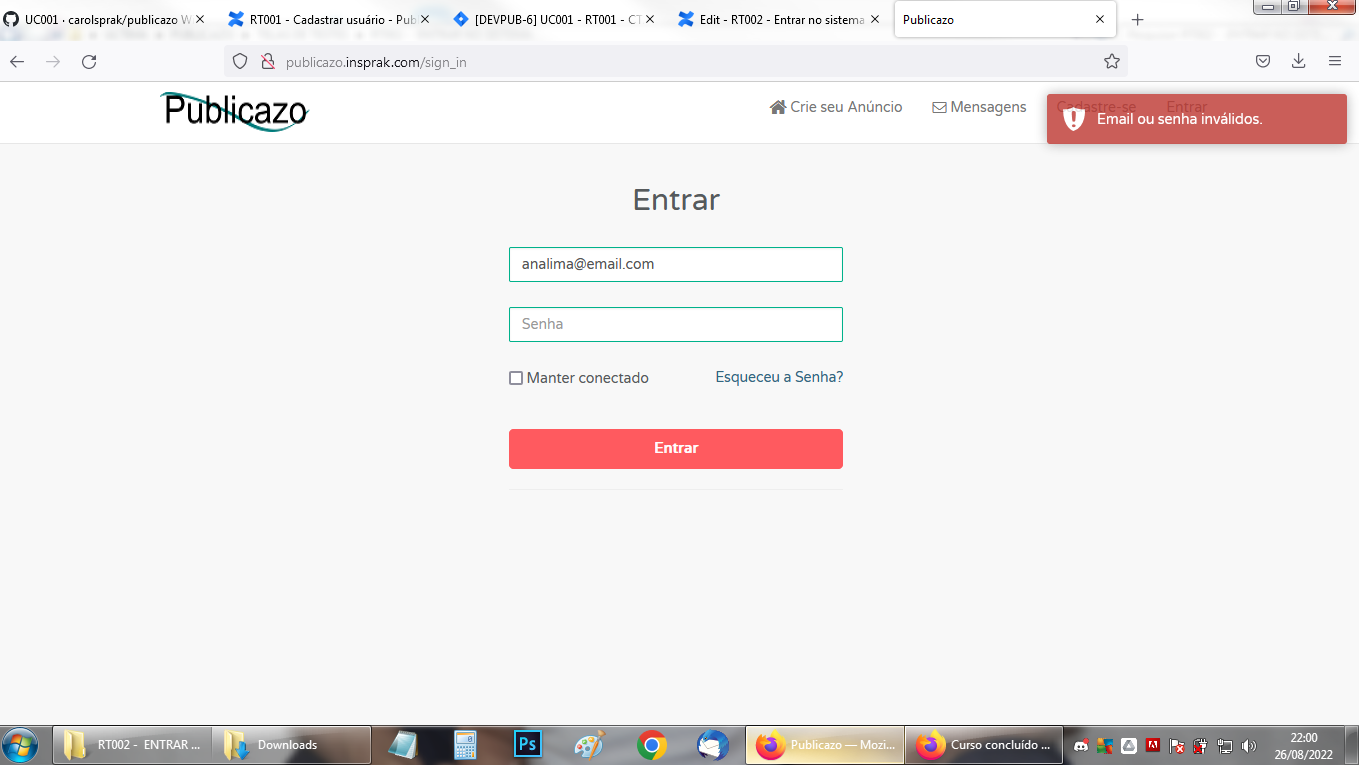 UC001 · carolsprak/publicazo W
RT001 - Cadastrar usuário - Pub
[DEVPUB-6] UC001 - RT001 - CT
Edit - RT002 - Entrar no sistema
Publicazo
publicazo.insprak.com/sign_in
Publicazo
Crie seu Anúncio
Mensagens
Cadastre-se
Entrar
Email ou senha inválidos.
Entrar
analima@email.com
Senha
Manter conectado
Esqueceu a Senha?
Entrar
RT002 - ENTRAR ...
Downloads
Ps
Publicazo — Mozi...
Curso concluído ...
22:00
26/08/2022